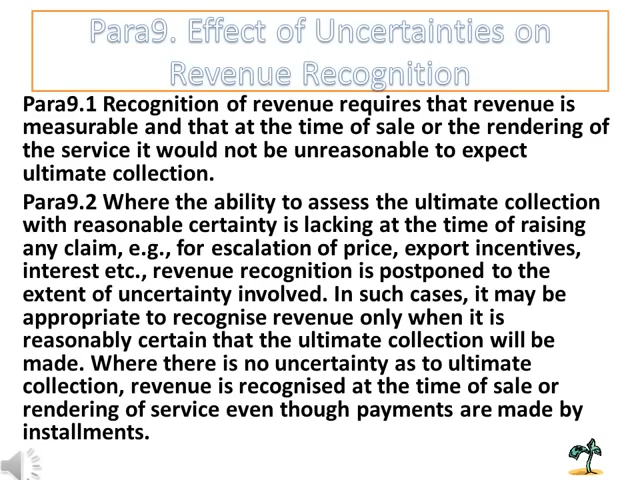 Para9. Effect of Uncertainties on
Revenue Recognition
Para9.1 Recognition of revenue requires that revenue is
measurable and that at the time of sale or the rendering of
the service it would not be unreasonable to expect
ultimate collection.
Para9.2 Where the ability to assess the ultimate collection
with reasonable certainty is lacking at the time of raising
any claim, e.g., for escalation of price, export incentives,
interest etc., revenue recognition is postponed to the
extent of uncertainty involved. In such cases, it may be
appropriate to recognise revenue only when it is
reasonably certain that the ultimate collection will be
made. Where there is no uncertainty as to ultimate
collection, revenue is recognised at the time of sale or
rendering of service even though payments are made by
installments.